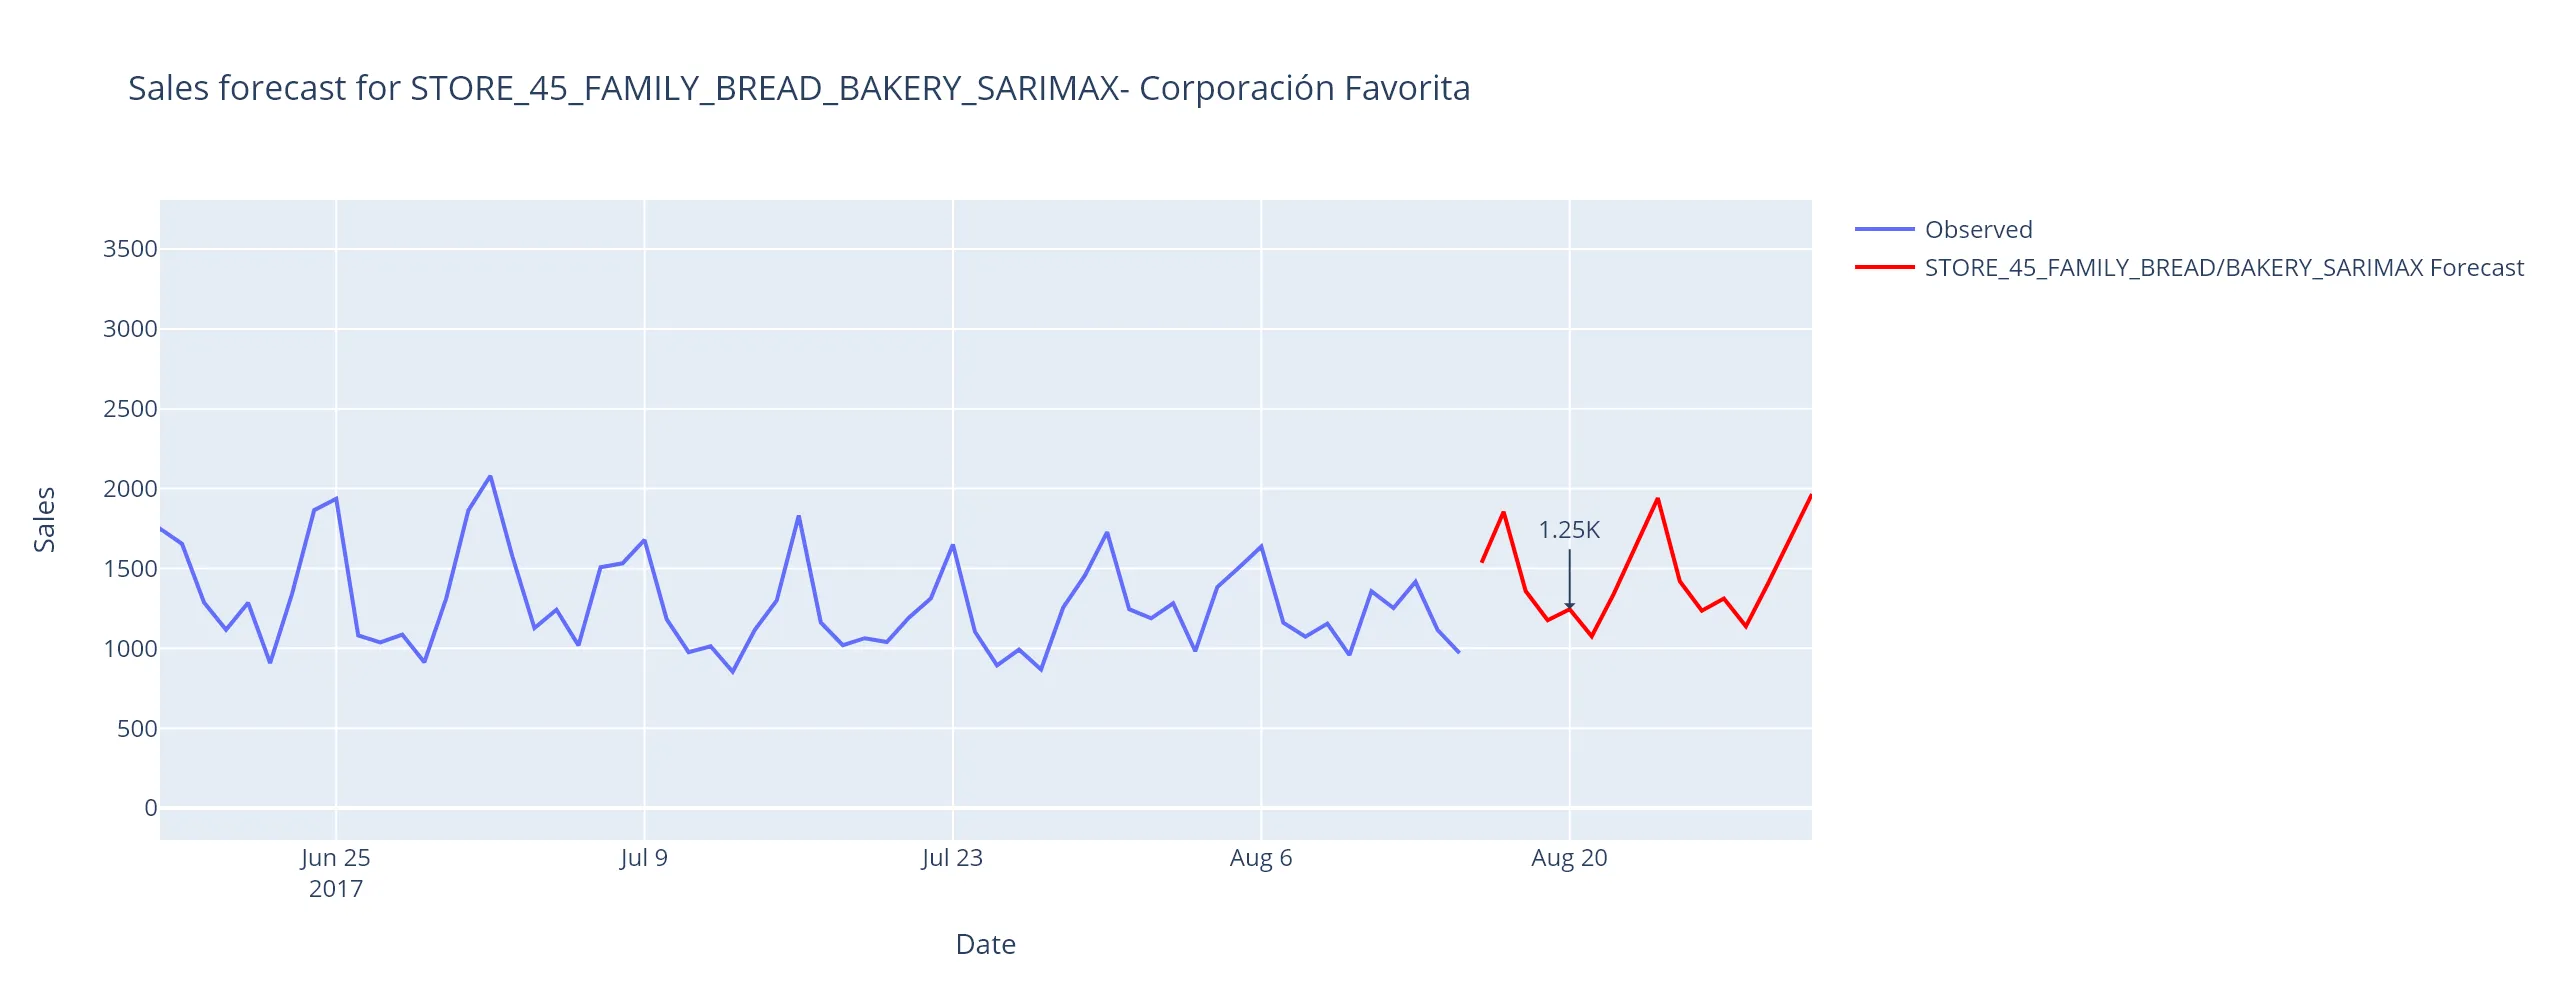 Sales forecast for STORE_45_FAMILY_BREAD_BAKERY_SARIMAX- Corporación Favorita
Observed
STORE_45_FAMILY_BREAD/BAKERY_SARIMAX Forecast
3500
3000
2500
2000
1500
1000
500
0
Sales
1.25K
Jun 25
2017
Jul 9
Jul 23
Aug 6
Aug 20
Date